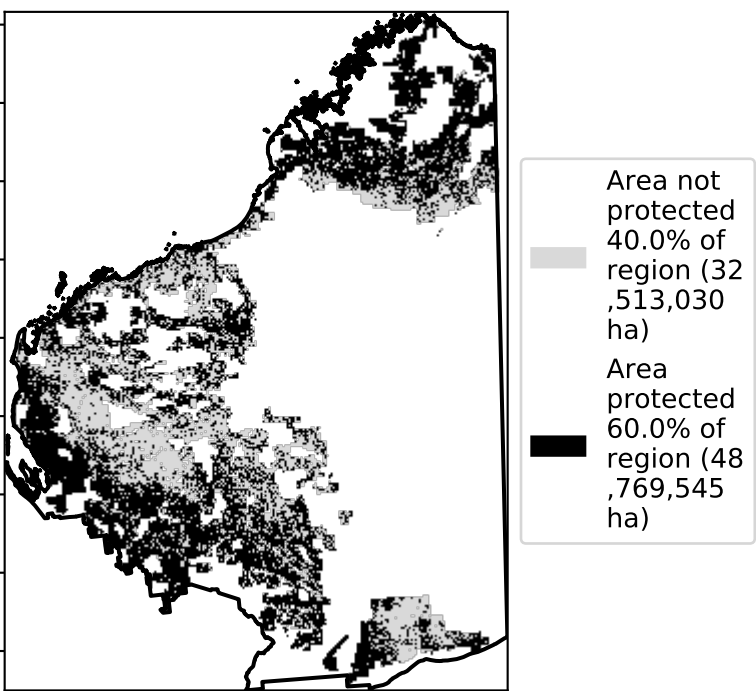 Area not
protected
40.0% of
region (32
,513,030
ha)
Area
protected
60.0% of
region (48
,769,545
ha)